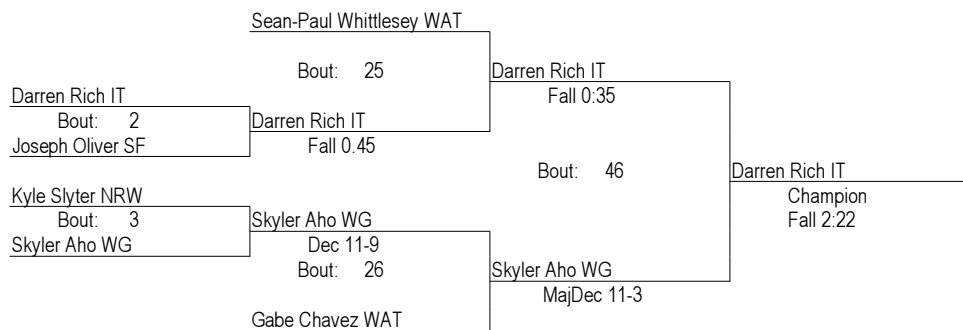 Sean-Paul Whittlesey WAT
Bout: 25
Darren Rich IT
Fall 0:35
Darren Rich IT
Bout: 2
Joseph Oliver SF
Darren Rich IT
Fall 0.45
Bout: 46
Darren Rich IT
Champion
Fall 2:22
Kyle Slyter NRW
Bout: 3
Skyler Aho WG
Skyler Aho WG
Dec 11-9
Bout: 26
Skyler Aho WG
MajDec 11-3
Gabe Chavez WAT